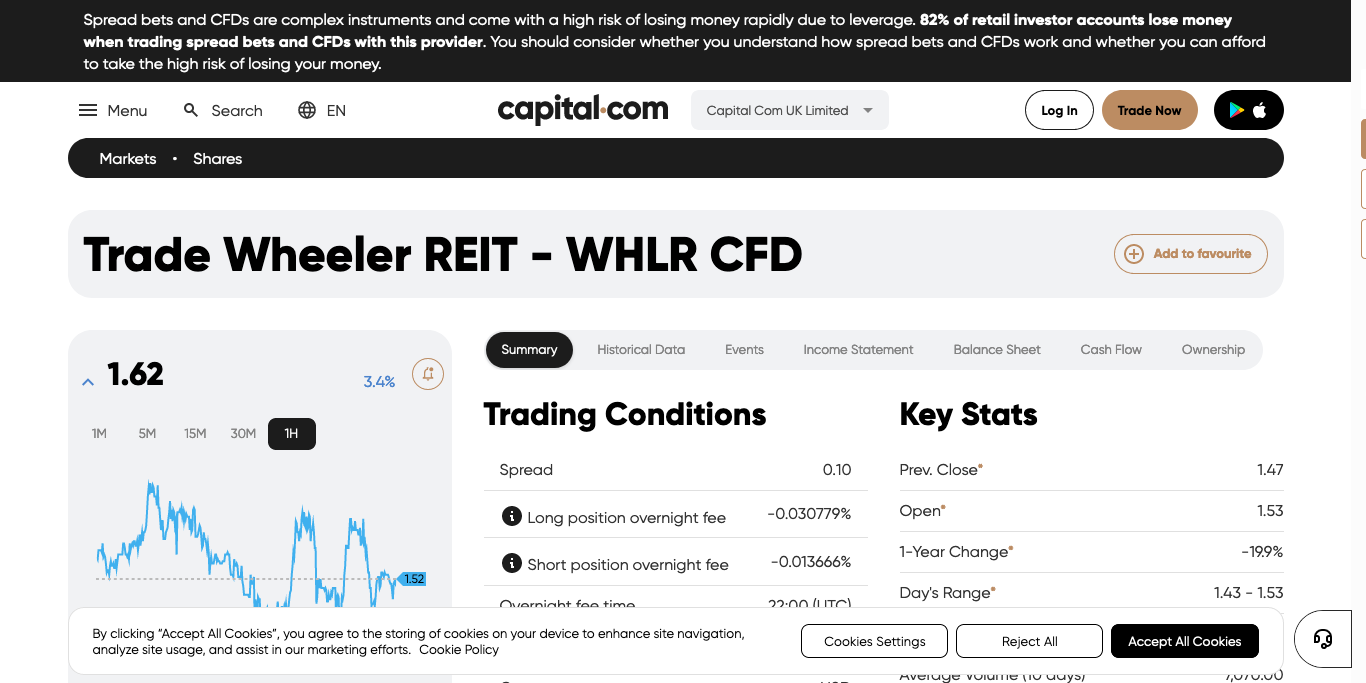 Spread bets and CFDs are complex instruments and come with a high risk of losing money rapidly due to leverage. 82% of retail investor accounts lose money
when trading spread bets and CFDs with this provider. You should consider whether you understand how spread bets and CFDs work and whether you can afford
to take the high risk of losing your money.
Menu Search EN capital.com Capital Com UK Limited Log In Trade Now
Markets • Shares
Trade Wheeler REIT - WHLR CFD Add to favourite
1.62 3.4%
1M 5M 15M 30M 1H
1.52
Summary Historical Data Events Income Statement Balance Sheet Cash Flow Ownership
Trading Conditions
Spread 0.10
Long position overnight fee -0.030779%
Short position overnight fee -0.013666%
Overnight fee time 22:00 (UTC)
Key Stats
Prev. Close* 1.47
Open* 1.53
1-Year Change* -19.9%
Day's Range* 1.43 - 1.53
Average Volume (10 days) 7,070.00
By clicking “Accept All Cookies”, you agree to the storing of cookies on your device to enhance site navigation,
analyze site usage, and assist in our marketing efforts. Cookie Policy
Cookies Settings Reject All Accept All Cookies